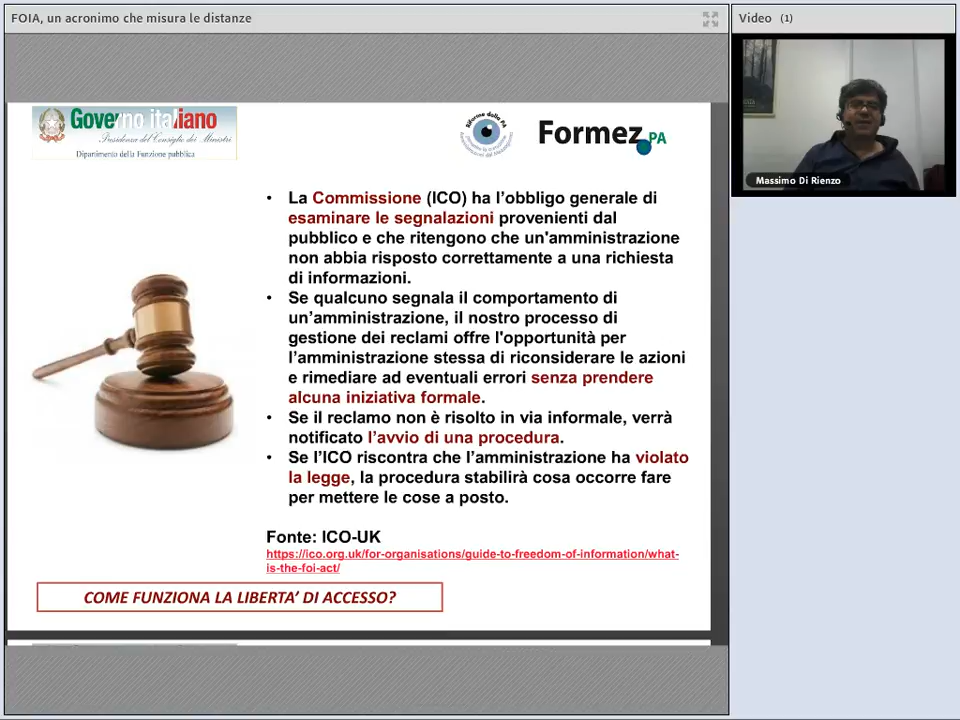 FOIA, un acronimo che misura le distanze
Video (1)
Massimo Di Rienzo
Governo italiano
Presidenza del Consiglio dei Ministri
Dipartimento della Funzione pubblica
Riforme della PA
Formez PA
• La Commissione (ICO) ha l’obbligo generale di
esaminare le segnalazioni provenienti dal
pubblico e che ritengono che un'amministrazione
non abbia risposto correttamente a una richiesta
di informazioni.
• Se qualcuno segnala il comportamento di
un’amministrazione, il nostro processo di
gestione dei reclami offre l'opportunità per
l’amministrazione stessa di riconsiderare le azioni
e rimediare ad eventuali errori senza prendere
alcuna iniziativa formale.
• Se il reclamo non è risolto in via informale, verrà
notificato l’avvio di una procedura.
• Se l’ICO riscontra che l’amministrazione ha violato
la legge, la procedura stabilirà cosa occorre fare
per mettere le cose a posto.
Fonte: ICO-UK
https://ico.org.uk/for-organisations/guide-to-freedom-of-information/what-
is-the-foi-act/
COME FUNZIONA LA LIBERTA’ DI ACCESSO?